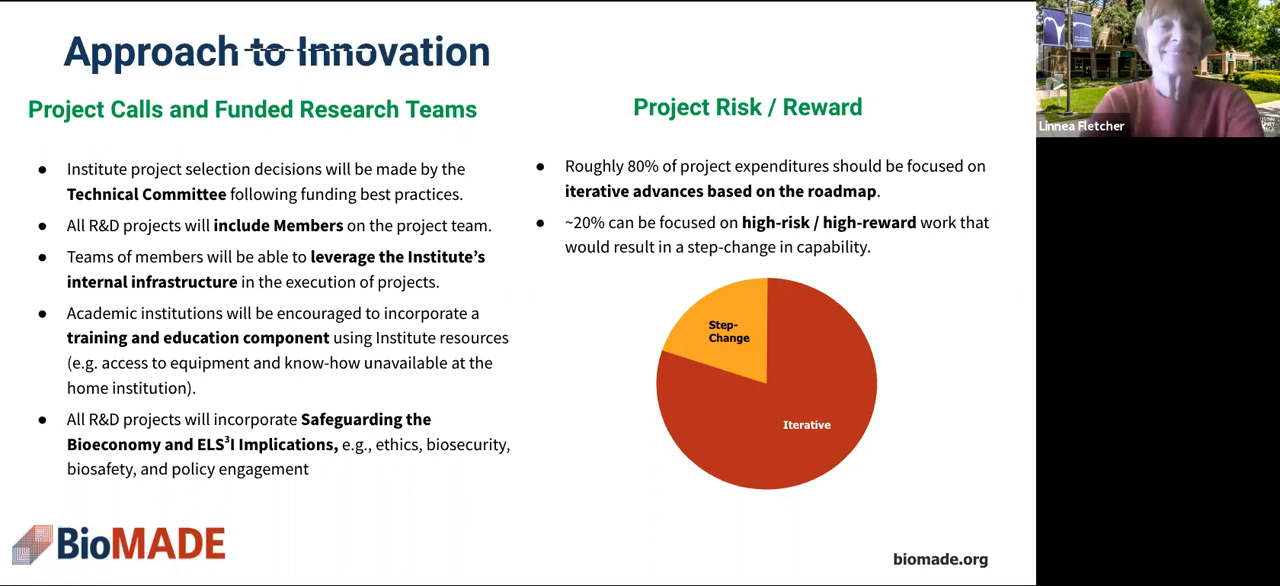 Approach to Innovation
Project Calls and Funded Research Teams
● Institute project selection decisions will be made by the
Technical Committee following funding best practices.
● All R&D projects will include Members on the project team.
● Teams of members will be able to leverage the Institute's
internal infrastructure in the execution of projects.
● Academic institutions will be encouraged to incorporate a
training and education component using Institute resources
(e.g. access to equipment and know-how unavailable at the
home institution).
● All R&D projects will incorporate Safeguarding the
Bioeconomy and ELS³I Implications, e.g., ethics, biosecurity,
biosafety, and policy engagement
Project Risk / Reward
● Roughly 80% of project expenditures should be focused on
iterative advances based on the roadmap.
● ~20% can be focused on high-risk / high-reward work that
would result in a step-change in capability.
Step-
Change
Iterative
BioMADE
biomade.org
Linnea Fletcher